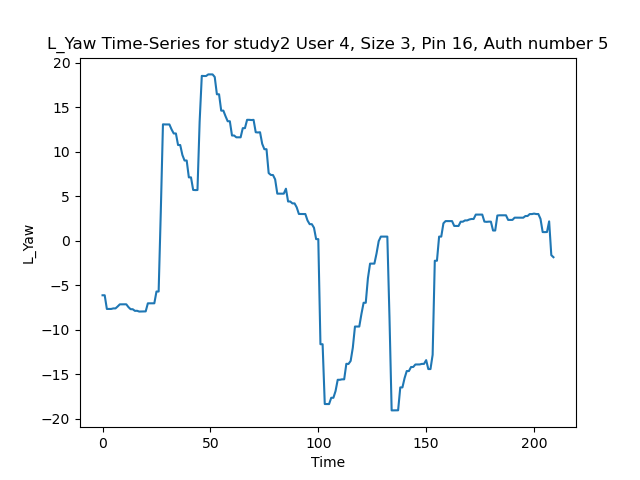 L_Yaw Time-Series for study2 User 4, Size 3, Pin 16, Auth number 5
20
15
10
5
0
−5
−10
−15
−20
L_Yaw
0 50 100 150 200
Time